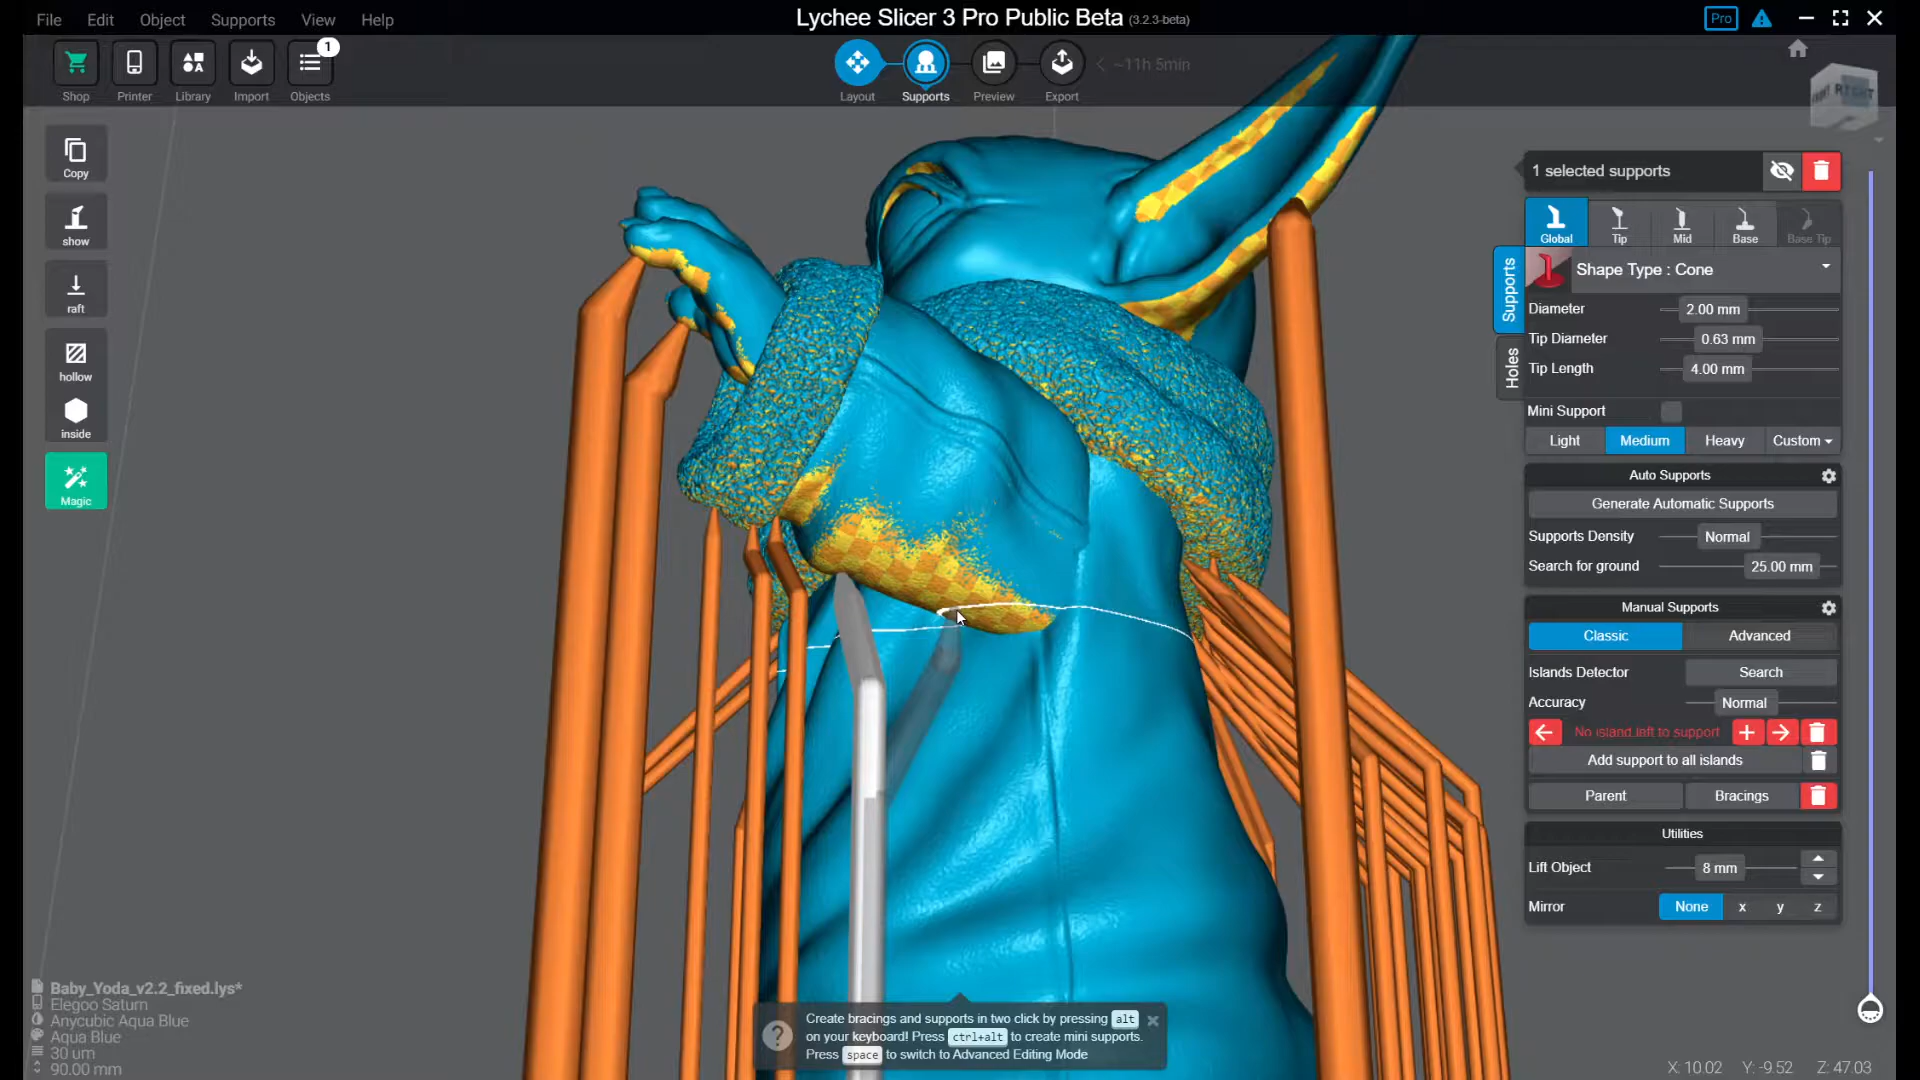 File Edit Object Supports View Help
Lychee Slicer 3 Pro Public Beta (3.2.3-beta)
Pro
1
Shop Printer Library Import Objects
Layout Supports Preview Export
~11h 5min
RIGHT
Copy
show
raft
hollow
inside
Magic
1 selected supports
Global Tip Mid Base Base Tip
Supports
Holes
Shape Type : Cone
Diameter 2.00 mm
Tip Diameter 0.63 mm
Tip Length 4.00 mm
Mini Support
Light Medium Heavy Custom
Auto Supports
Generate Automatic Supports
Supports Density Normal
Search for ground 25.00 mm
Manual Supports
Classic Advanced
Islands Detector Search
Accuracy Normal
No island left to support
Add support to all islands
Parent Bracings
Utilities
Lift Object 8 mm
Mirror None x y z
Baby_Yoda_v2.2_fixed.lys*
Elegoo Saturn
Anycubic Aqua Blue
Aqua Blue
30 um
90.00 mm
Create bracings and supports in two click by pressing alt
on your keyboard! Press ctrl+alt to create mini supports.
Press space to switch to Advanced Editing Mode
X: 10.02 Y: -9.52 Z: 47.03